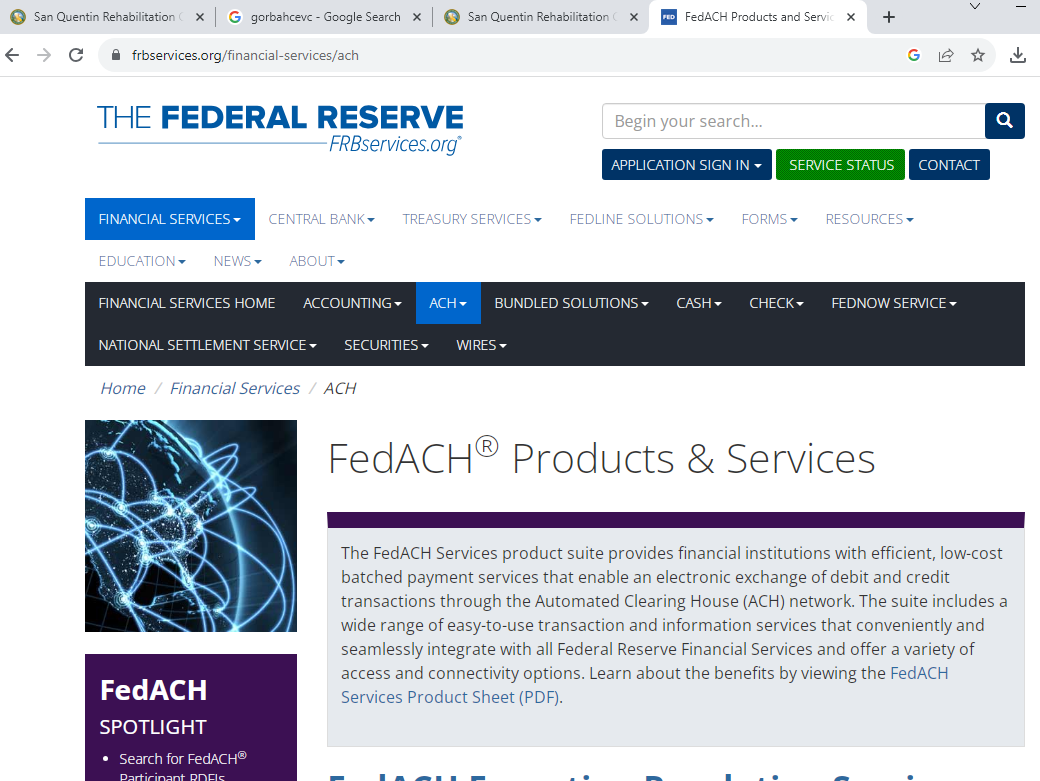 San Quentin Rehabilitation C
gorbahcevc - Google Search
San Quentin Rehabilitation C
FED
FedACH Products and Servic
frbservices.org/financial-services/ach
THE FEDERAL RESERVE
FRBservices.org®
Begin your search...
APPLICATION SIGN IN
SERVICE STATUS
CONTACT
FINANCIAL SERVICES
CENTRAL BANK
TREASURY SERVICES
FEDLINE SOLUTIONS
FORMS
RESOURCES
EDUCATION
NEWS
ABOUT
FINANCIAL SERVICES HOME
ACCOUNTING
ACH
BUNDLED SOLUTIONS
CASH
CHECK
FEDNOW SERVICE
NATIONAL SETTLEMENT SERVICE
SECURITIES
WIRES
Home / Financial Services / ACH
FedACH® Products & Services
The FedACH Services product suite provides financial institutions with efficient, low-cost
batched payment services that enable an electronic exchange of debit and credit
transactions through the Automated Clearing House (ACH) network. The suite includes a
wide range of easy-to-use transaction and information services that conveniently and
seamlessly integrate with all Federal Reserve Financial Services and offer a variety of
access and connectivity options. Learn about the benefits by viewing the FedACH
Services Product Sheet (PDF).
FedACH
SPOTLIGHT
• Search for FedACH®
Participant RDFIs